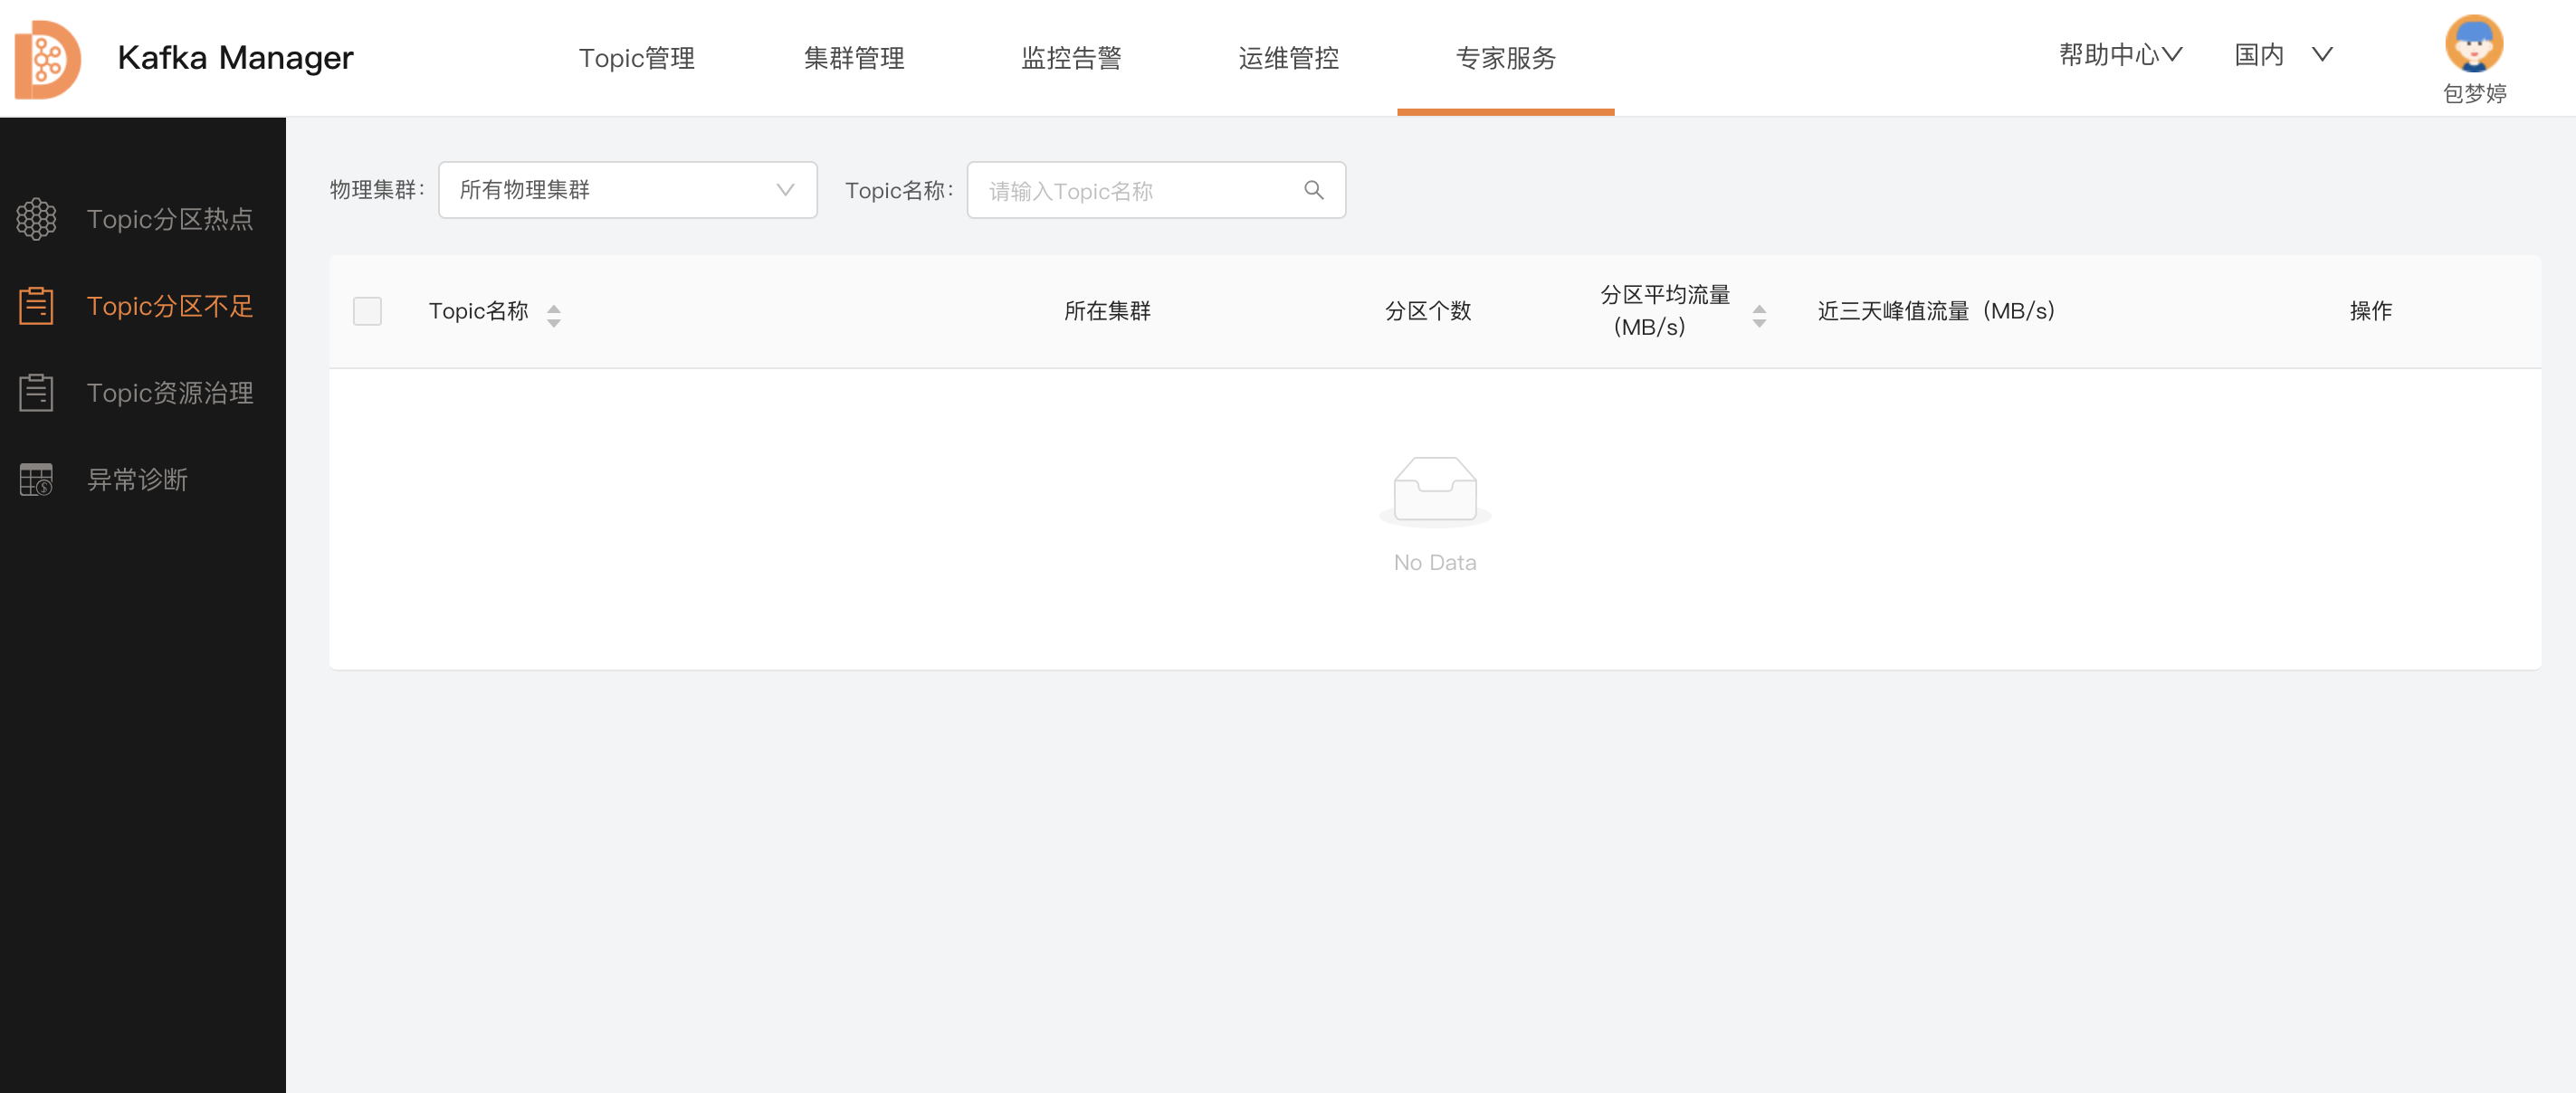 Kafka Manager
Topic管理
集群管理
监控告警
运维管控
专家服务
帮助中心
国内
包梦婷
Topic分区热点
Topic分区不足
Topic资源治理
异常诊断
物理集群：
所有物理集群
Topic名称：
请输入Topic名称
Topic名称
所在集群
分区个数
分区平均流量
（MB/s）
近三天峰值流量（MB/s）
操作
No Data